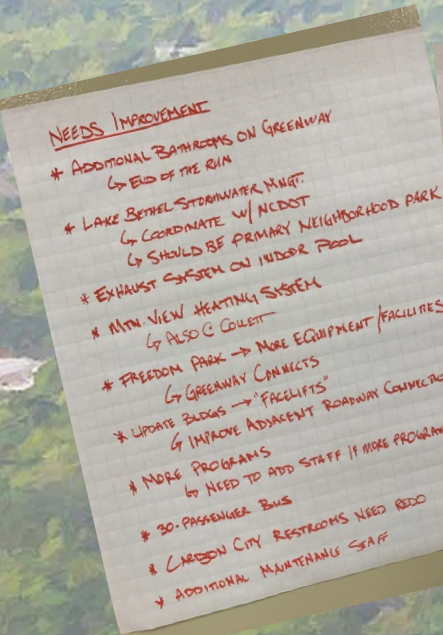 NEEDS IMPROVEMENT
* ADDITIONAL BATHROOMS ON GREENWAY
↳ END OF THE RUN
* LAKE BETHEL STORMWATER MNGT.
↳ COORDINATE W/ NCDOT
↳ SHOULD BE PRIMARY NEIGHBORHOOD PARK
* EXHAUST SYSTEM ON INDOOR POOL
* MTN. VIEW HEATING SYSTEM
↳ ALSO @ COLLETT
* FREEDOM PARK → MORE EQUIPMENT / FACILITIES
↳ GREENWAY CONNECTS
* UPDATE BLDGS → "FACELIFTS"
↳ IMPROVE ADJACENT ROADWAY CONNECTIO
* MORE PROGRAMS
↳ NEED TO ADD STAFF IF MORE PROGRAM
* 30-PASSENGER BUS
* CARBON CITY RESTROOMS NEED REDO
* ADDITIONAL MAINTENANCE STAFF